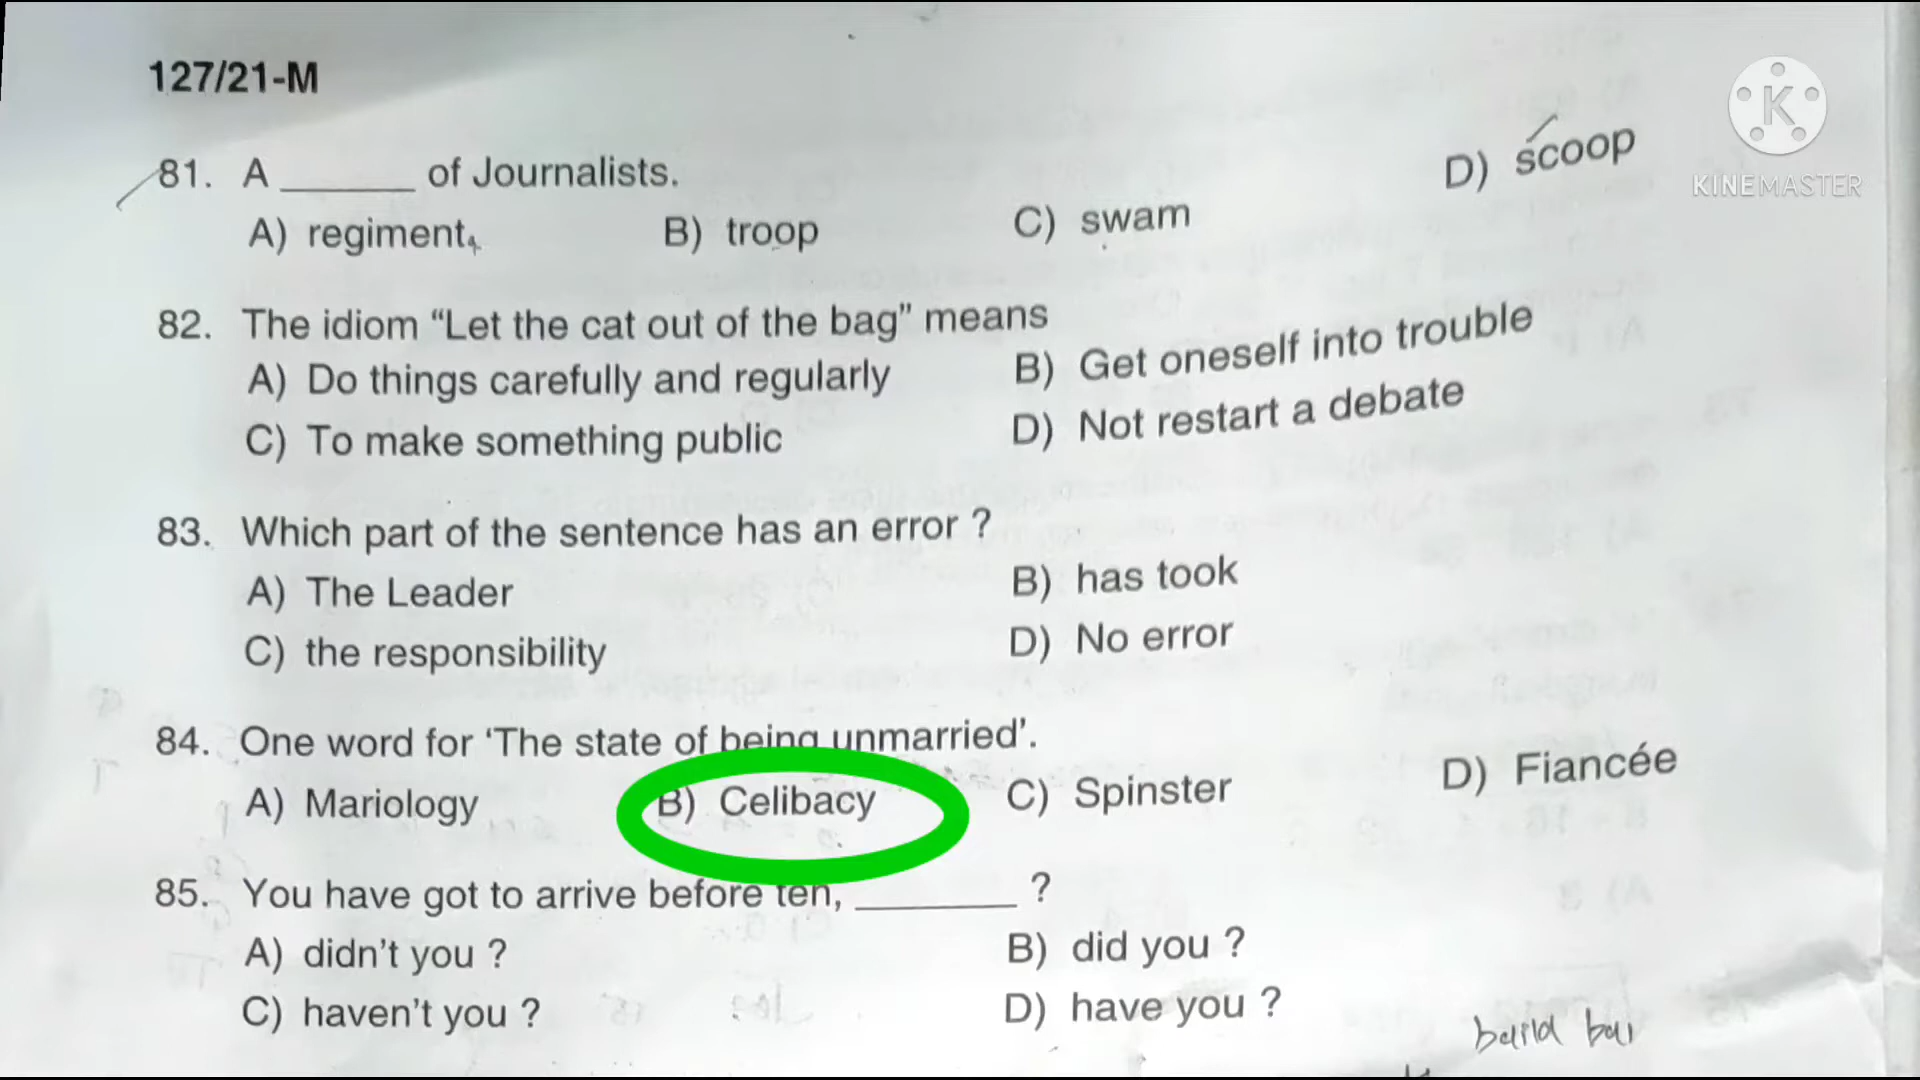 127/21-M
KINEMASTER
81. A ______ of Journalists.
A) regiment B) troop C) swam D) scoop
82. The idiom “Let the cat out of the bag” means
A) Do things carefully and regularly B) Get oneself into trouble
C) To make something public D) Not restart a debate
83. Which part of the sentence has an error ?
A) The Leader B) has took
C) the responsibility D) No error
84. One word for ‘The state of being unmarried’.
A) Mariology B) Celibacy C) Spinster D) Fiancée
85. You have got to arrive before ten, ______ ?
A) didn't you ? B) did you ?
C) haven't you ? D) have you ?